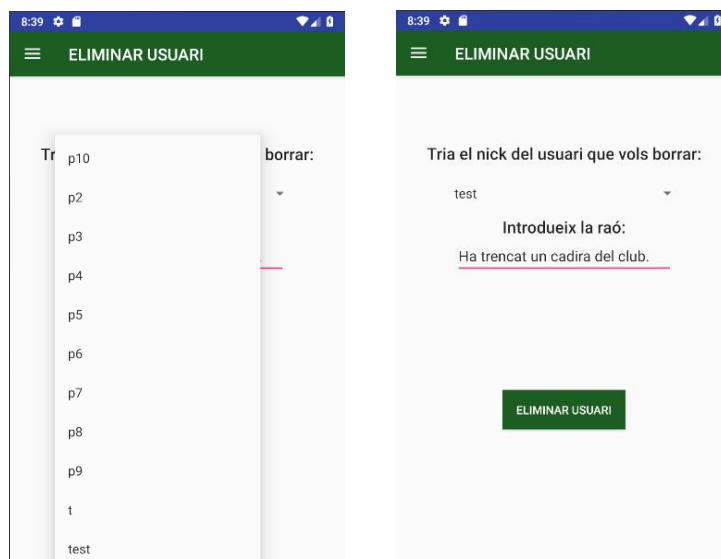 8:39
ELIMINAR USUARI
Tr borrar:
p10
p2
p3
p4
p5
p6
p7
p8
p9
t
test
8:39
ELIMINAR USUARI
Tria el nick del usuari que vols borrar:
test
Introdueix la raó:
Ha trencat un cadira del club.
ELIMINAR USUARI